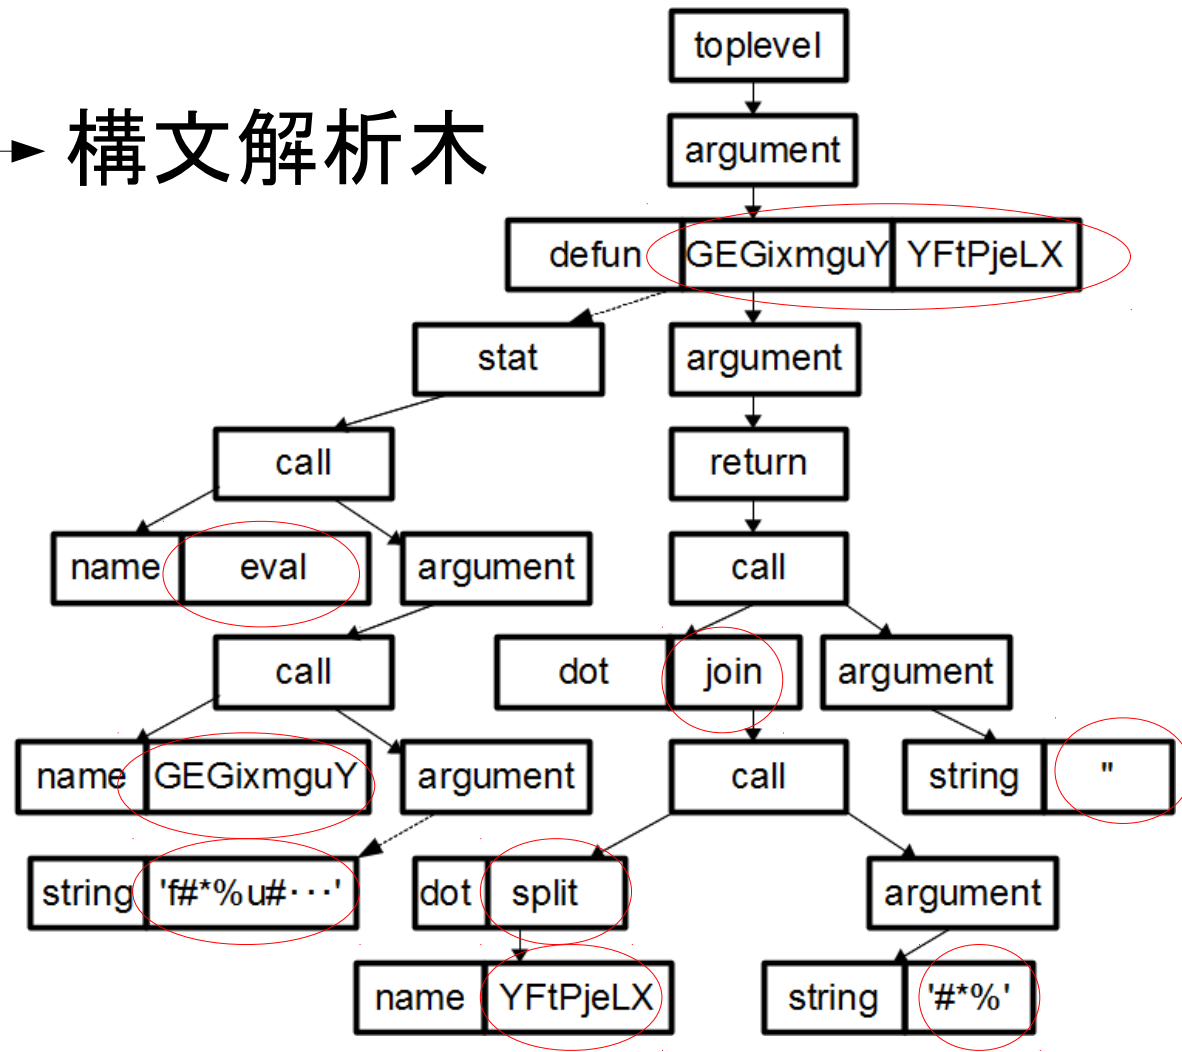 toplevel
構文解析木
argument
defun GEGixmguY YFtPjeLX
stat argument
call return
name eval argument call
call dot join argument
name GEGixmguY argument call string "
string 'f#*%u#･･･' dot split argument
name YFtPjeLX string '#*%'